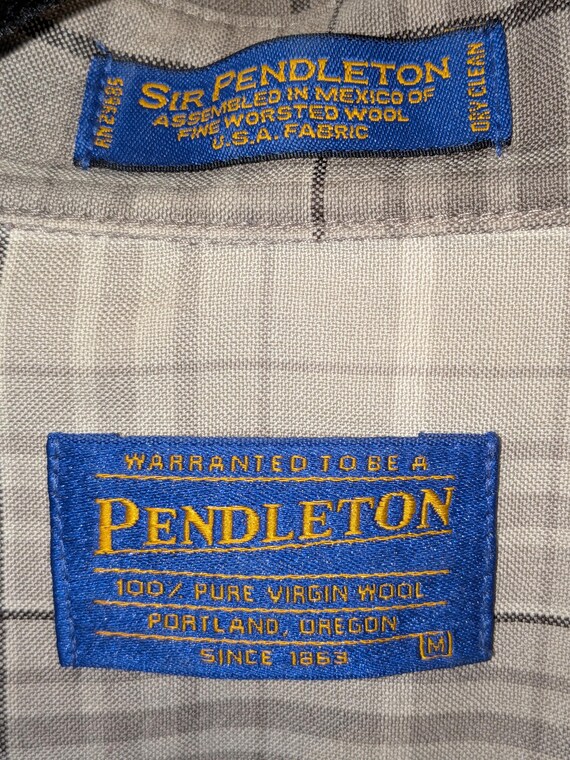 RN 29685
SIR PENDLETON
ASSEMBLED IN MEXICO OF
FINE WORSTED WOOL
U.S.A. FABRIC
DRY CLEAN
WARRANTED TO BE A
PENDLETON
100% PURE VIRGIN WOOL
PORTLAND, OREGON
SINCE 1863
M